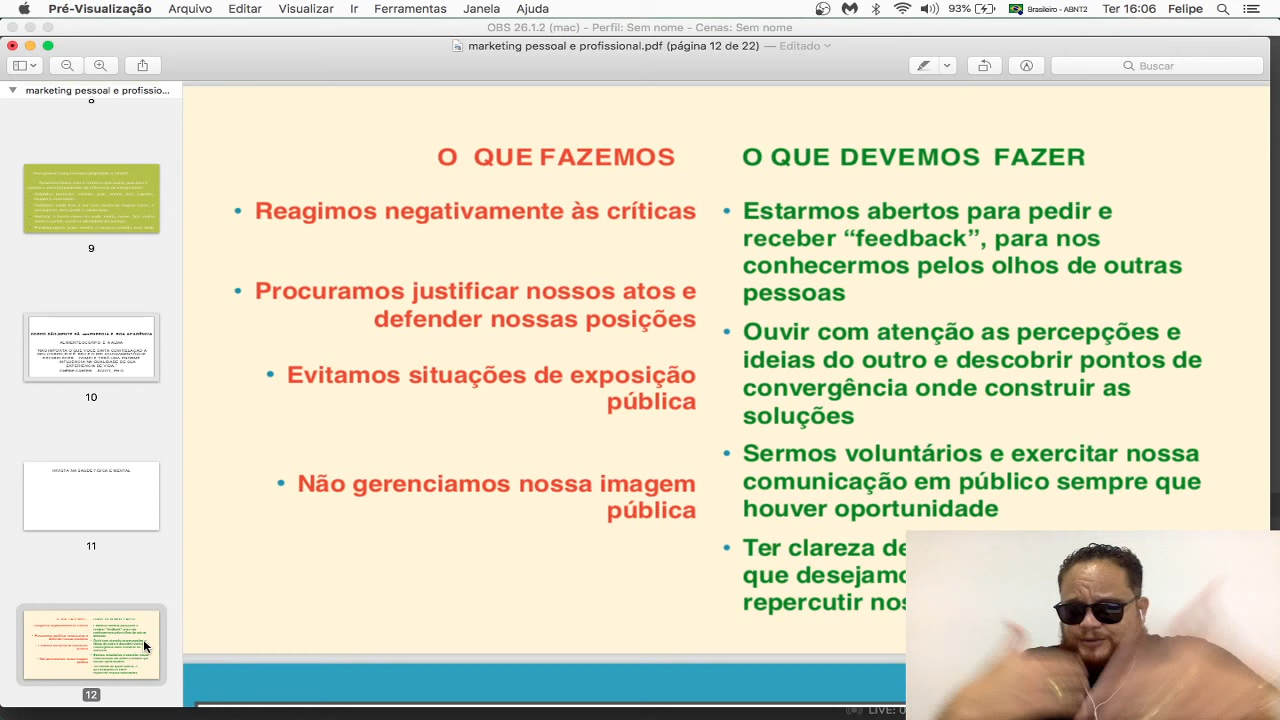 Pré-Visualização Arquivo Editar Visualizar Ir Ferramentas Janela Ajuda 93% Brasileiro - ABNT2 Ter 16:06 Felipe
OBS 26.1.2 (mac) - Perfil: Sem nome - Cenas: Sem nome
marketing pessoal e profissional.pdf (página 12 de 22) — Editado
Buscar
marketing pessoal e profissio...
8
9
10
11
12
O QUE FAZEMOS
• Reagimos negativamente às críticas
• Procuramos justificar nossos atos e
defender nossas posições
• Evitamos situações de exposição
pública
• Não gerenciamos nossa imagem
pública
O QUE DEVEMOS FAZER
• Estarmos abertos para pedir e
receber “feedback”, para nos
conhecermos pelos olhos de outras
pessoas
• Ouvir com atenção as percepções e
ideias do outro e descobrir pontos de
convergência onde construir as
soluções
• Sermos voluntários e exercitar nossa
comunicação em público sempre que
houver oportunidade
• Ter clareza de
que desejamo
repercutir nos
LIVE: